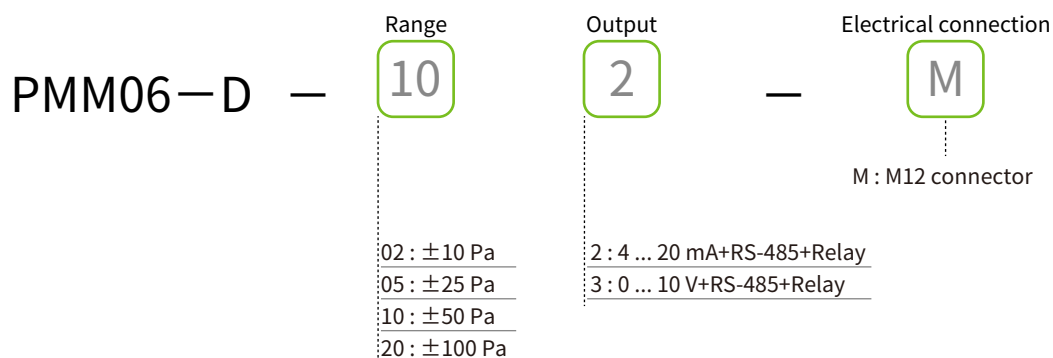 Range Output Electrical connection
PMM06－D － 10 2 － M
M : M12 connector
02 : ±10 Pa 2 : 4 ... 20 mA+RS-485+Relay
05 : ±25 Pa 3 : 0 ... 10 V+RS-485+Relay
10 : ±50 Pa
20 : ±100 Pa